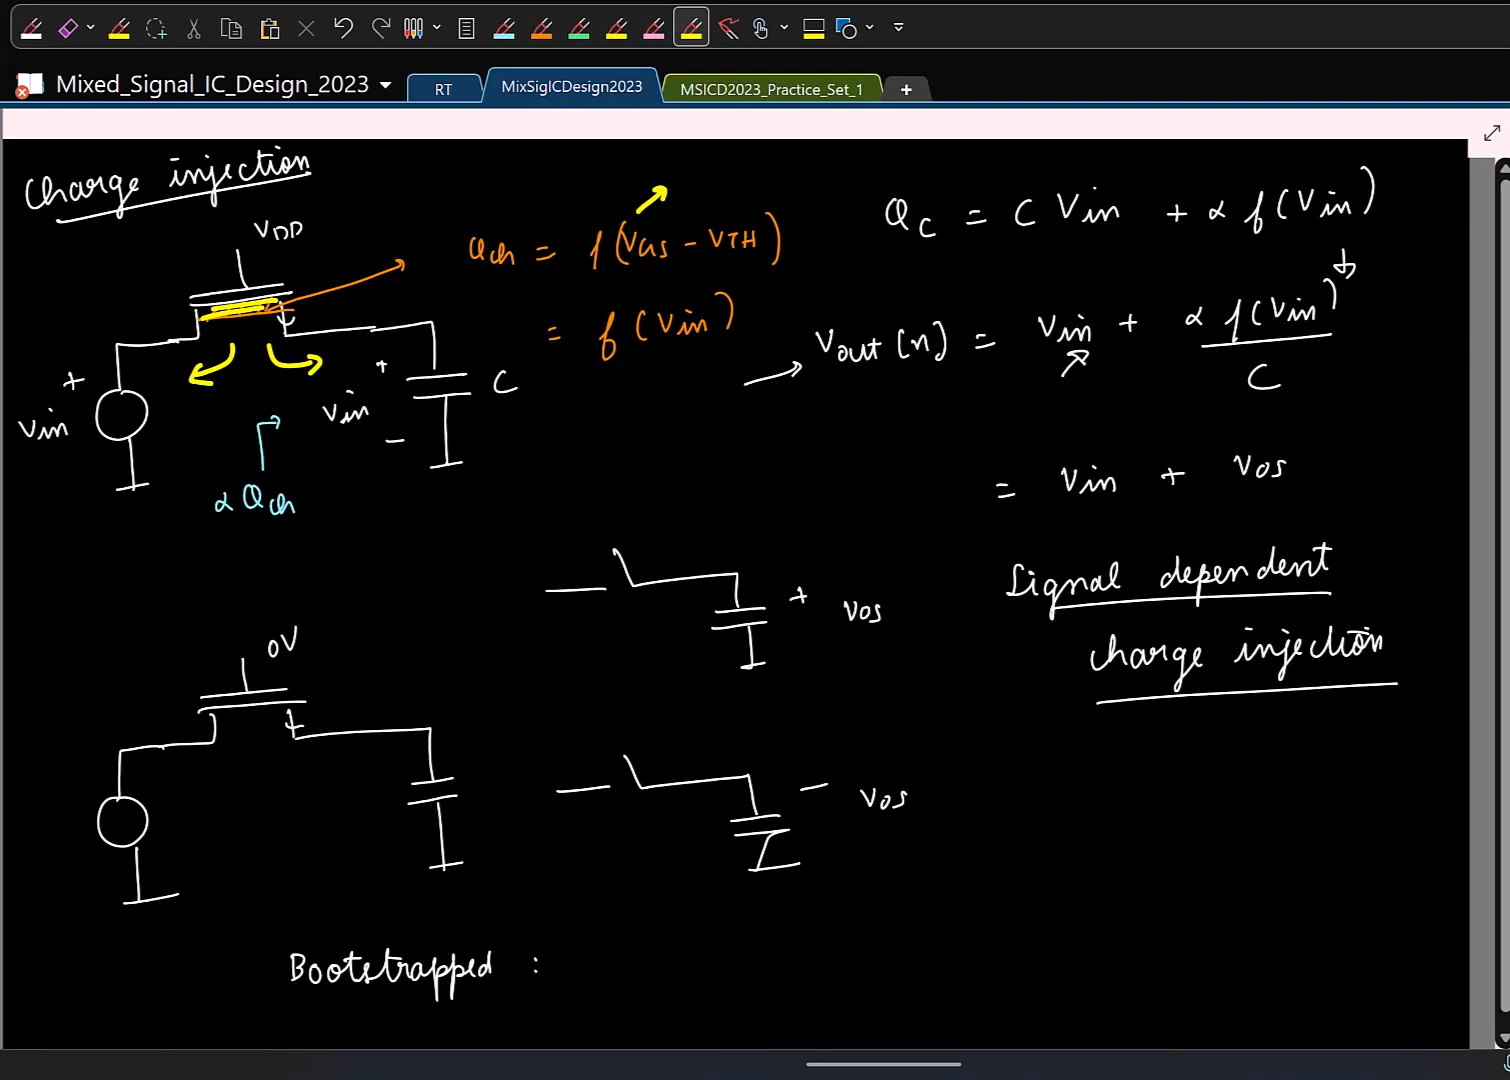 Mixed_Signal_IC_Design_2023
RT
MixSigICDesign2023
MSICD2023_Practice_Set_1
+
Charge injection
VDD
Qch = f(VGS - VTH)
= f(Vin)
QC = C Vin + α f(Vin)
Vout[n] = Vin + α f(Vin) / C
+
Vin
+
Vin
-
C
α Qch
= Vin + VOS
Signal dependent
charge injection
+ VOS
0V
- VOS
Bootstrapped :